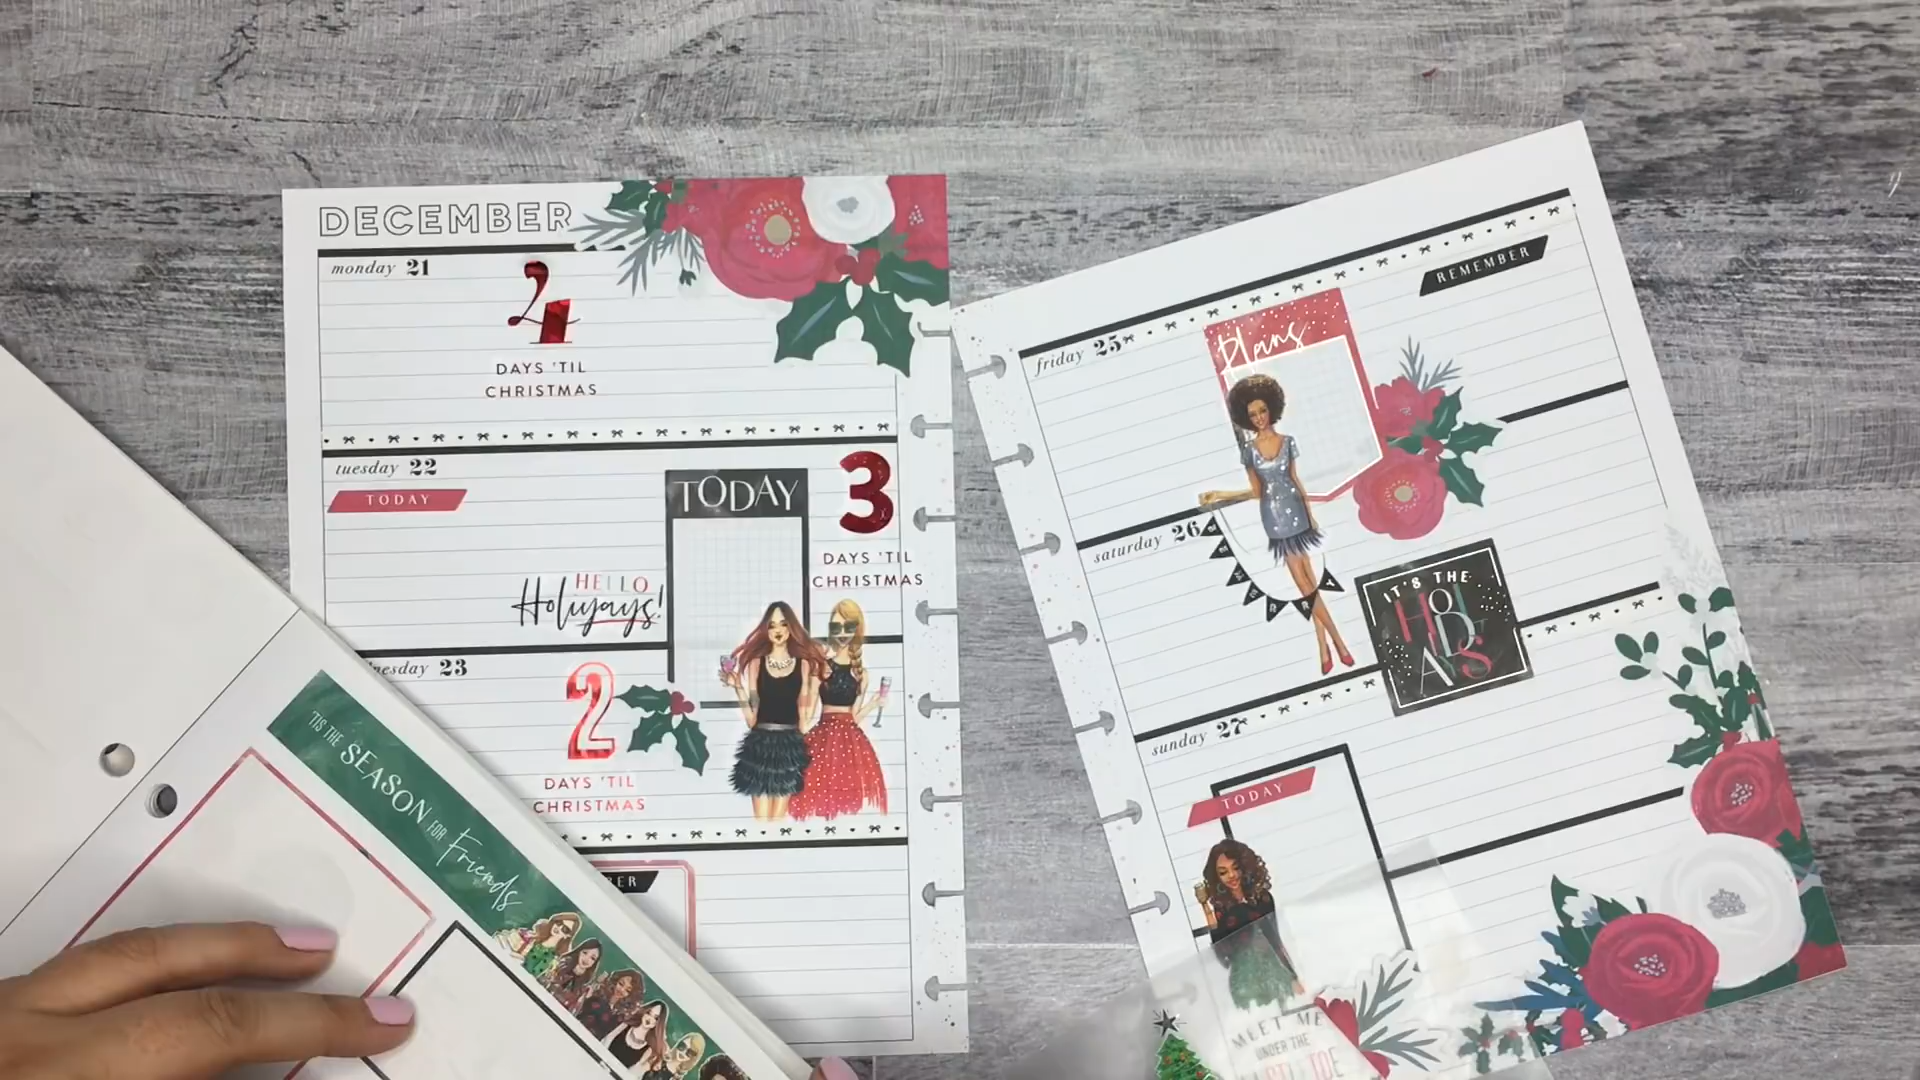 DECEMBER
monday 21
4
DAYS 'TIL
CHRISTMAS
tuesday 22
TODAY
HELLO
Holiyays!
TODAY
3
DAYS 'TIL
CHRISTMAS
23
2
DAYS 'TIL
CHRISTMAS
'TIS THE SEASON FOR Friends
REMEMBER
friday 25
Plans
saturday 26
IT'S THE
HOLIDAYS
sunday 27
TODAY
MEET ME
UNDER THE